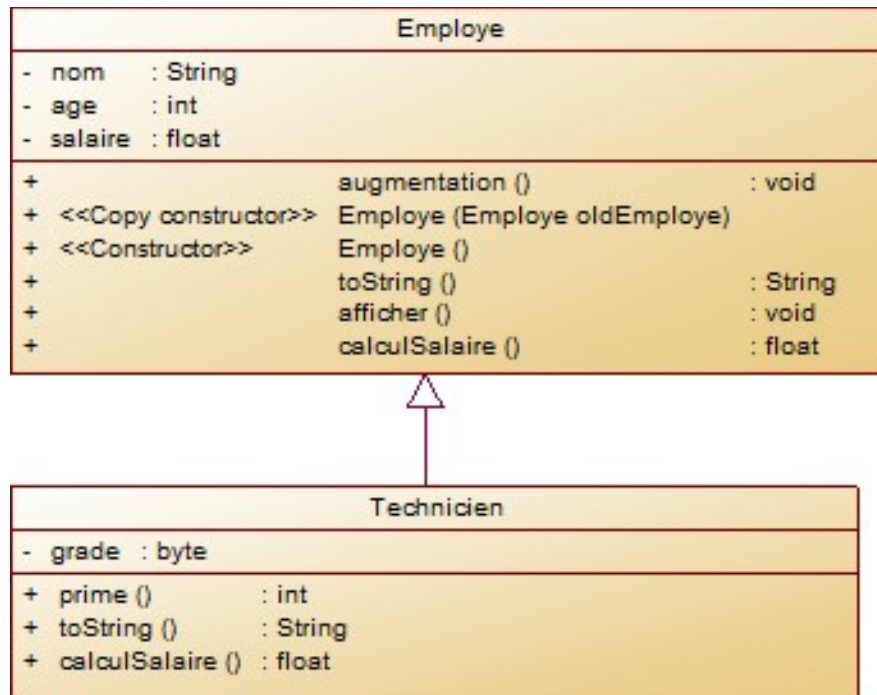 Employe
- nom : String
- age : int
- salaire : float
+ augmentation () : void
+ <<Copy constructor>> Employe (Employe oldEmploye)
+ <<Constructor>> Employe ()
+ toString () : String
+ afficher () : void
+ calculSalaire () : float
Technicien
- grade : byte
+ prime () : int
+ toString () : String
+ calculSalaire () : float